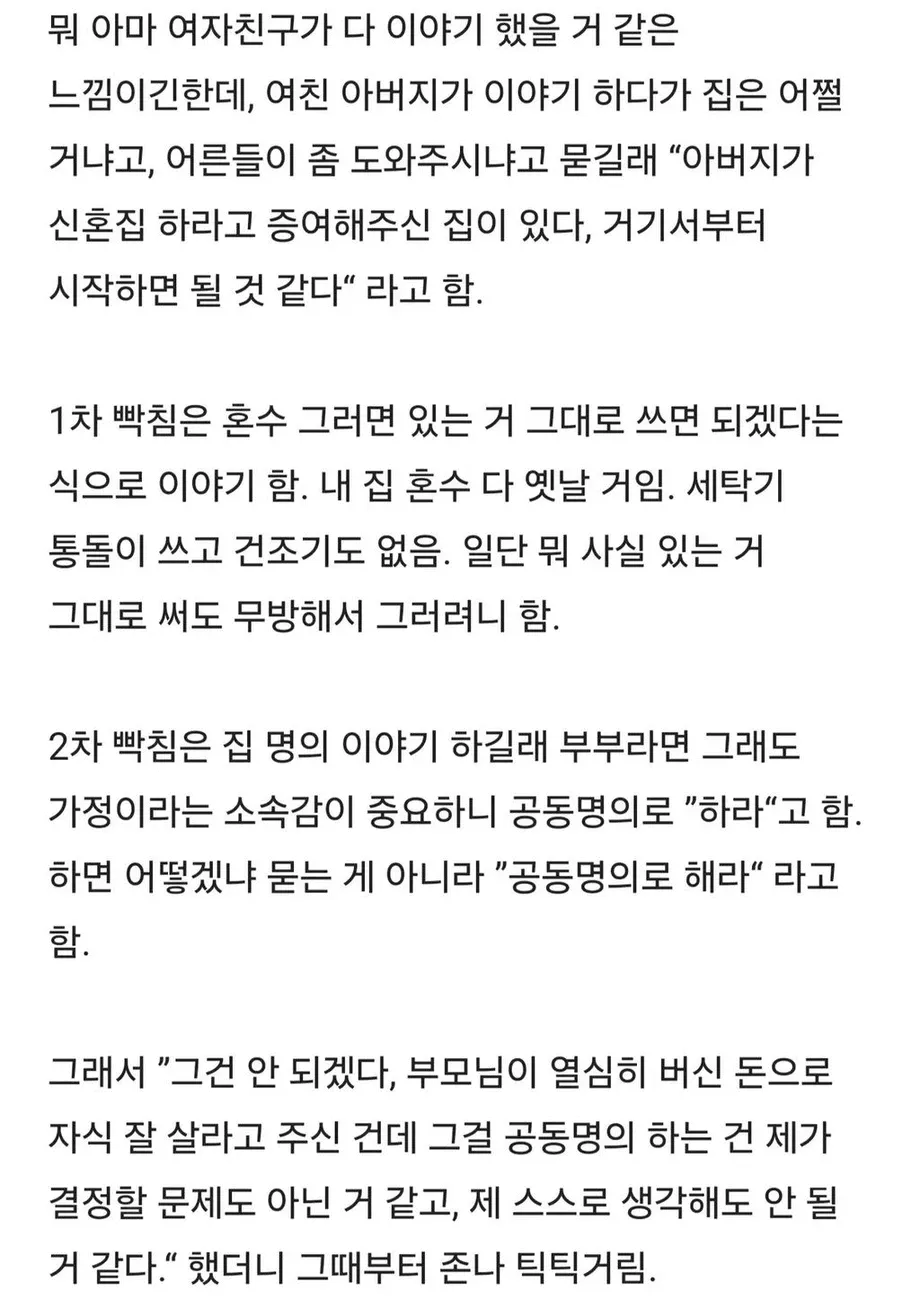 뭐 아마 여자친구가 다 이야기 했을 거 같은
느낌이긴한데, 여친 아버지가 이야기 하다가 집은 어쩔
거냐고, 어른들이 좀 도와주시냐고 묻길래 “아버지가
신혼집 하라고 증여해주신 집이 있다, 거기서부터
시작하면 될 것 같다“ 라고 함.
1차 빡침은 혼수 그러면 있는 거 그대로 쓰면 되겠다는
식으로 이야기 함. 내 집 혼수 다 옛날 거임. 세탁기
통돌이 쓰고 건조기도 없음. 일단 뭐 사실 있는 거
그대로 써도 무방해서 그러려니 함.
2차 빡침은 집 명의 이야기 하길래 부부라면 그래도
가정이라는 소속감이 중요하니 공동명의로 ”하라“고 함.
하면 어떻겠냐 묻는 게 아니라 ”공동명의로 해라“ 라고
함.
그래서 ”그건 안 되겠다, 부모님이 열심히 버신 돈으로
자식 잘 살라고 주신 건데 그걸 공동명의 하는 건 제가
결정할 문제도 아닌 거 같고, 제 스스로 생각해도 안 될
거 같다.“ 했더니 그때부터 존나 틱틱거림.